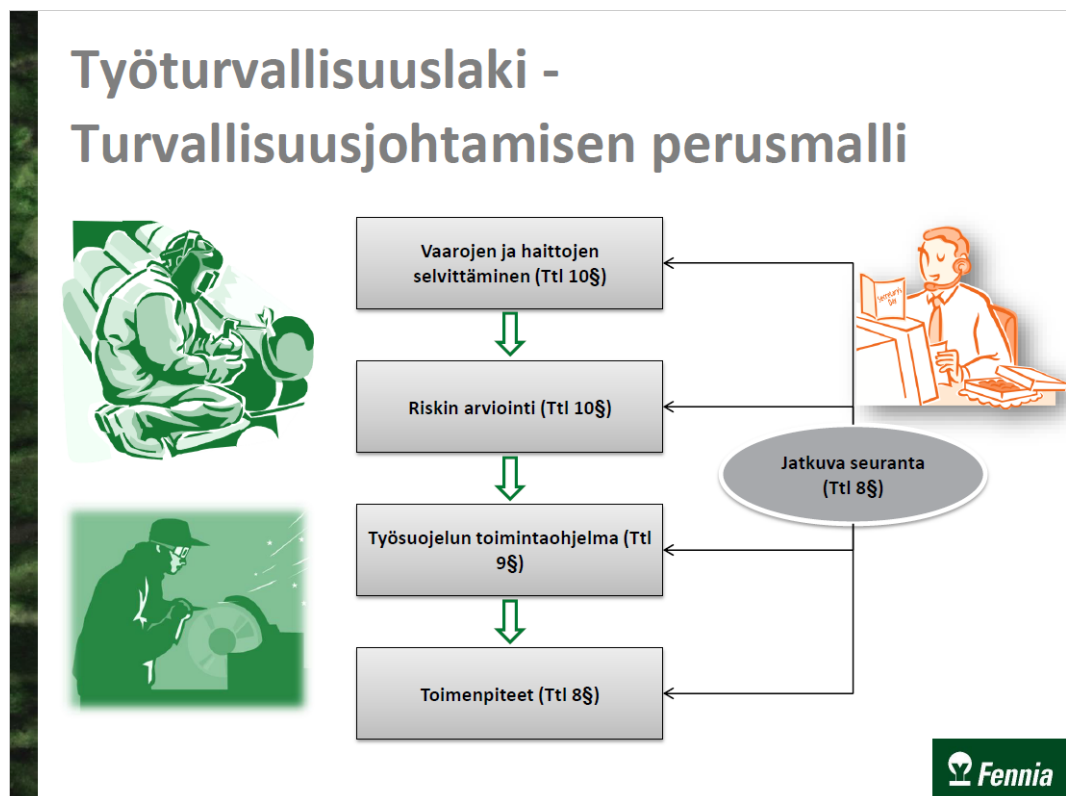 Työturvallisuuslaki -
Turvallisuusjohtamisen perusmalli
Vaarojen ja haittojen
selvittäminen (Ttl 10§)
Riskin arviointi (Ttl 10§)
Jatkuva seuranta
(Ttl 8§)
Työsuojelun toimintaohjelma (Ttl
9§)
Toimenpiteet (Ttl 8§)
Fennia